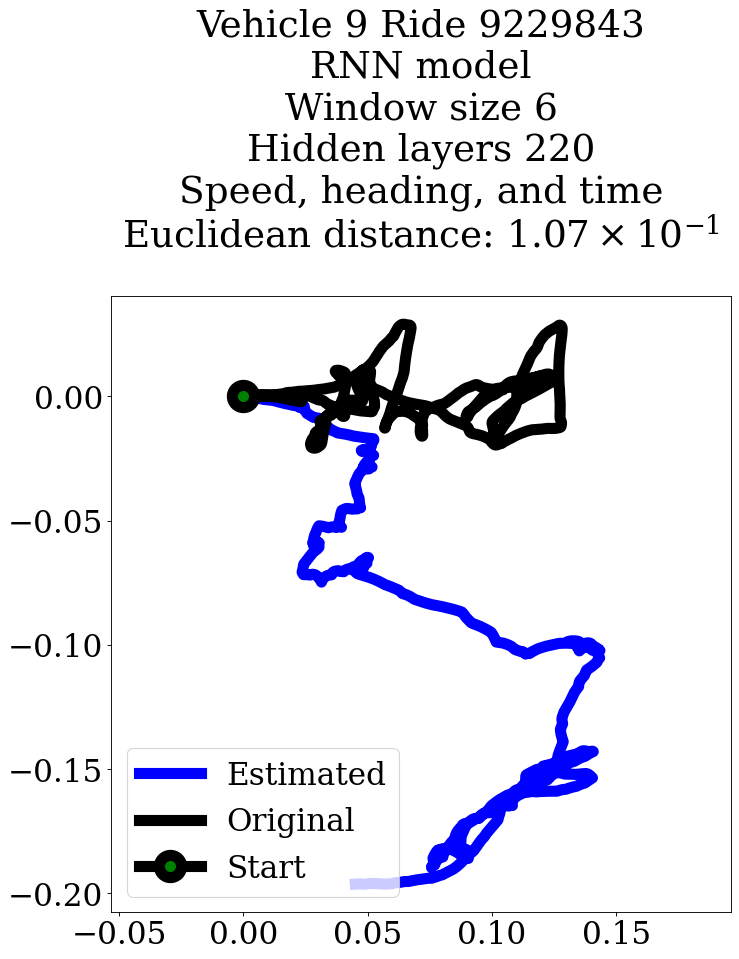 Vehicle 9 Ride 9229843
RNN model
Window size 6
Hidden layers 220
Speed, heading, and time
Euclidean distance: 1.07 × 10⁻¹
0.00
−0.05
−0.10
−0.15
−0.20
Estimated
Original
Start
−0.05 0.00 0.05 0.10 0.15